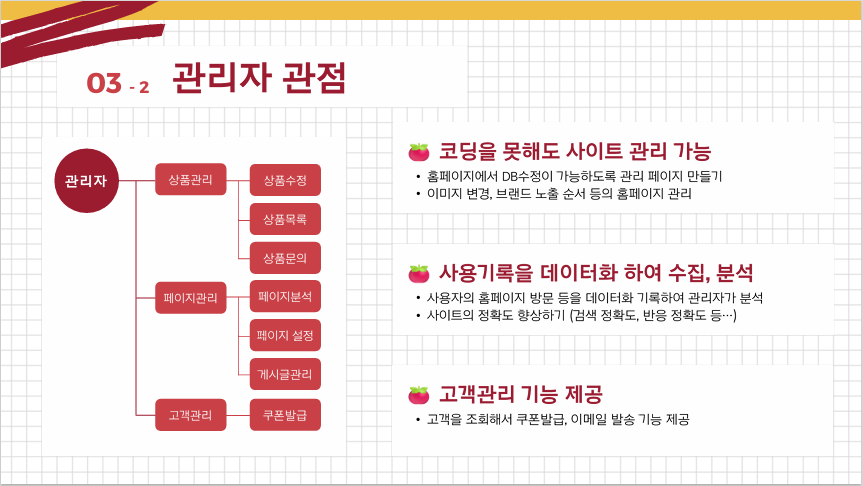 03 - 2 관리자 관점
관리자
상품관리
상품수정
상품목록
상품문의
페이지관리
페이지분석
페이지 설정
게시글관리
고객관리
쿠폰발급
코딩을 못해도 사이트 관리 가능
• 홈페이지에서 DB수정이 가능하도록 관리 페이지 만들기
• 이미지 변경, 브랜드 노출 순서 등의 홈페이지 관리
사용기록을 데이터화 하여 수집, 분석
• 사용자의 홈페이지 방문 등을 데이터화 기록하여 관리자가 분석
• 사이트의 정확도 향상하기 (검색 정확도, 반응 정확도 등…)
고객관리 기능 제공
• 고객을 조회해서 쿠폰발급, 이메일 발송 기능 제공